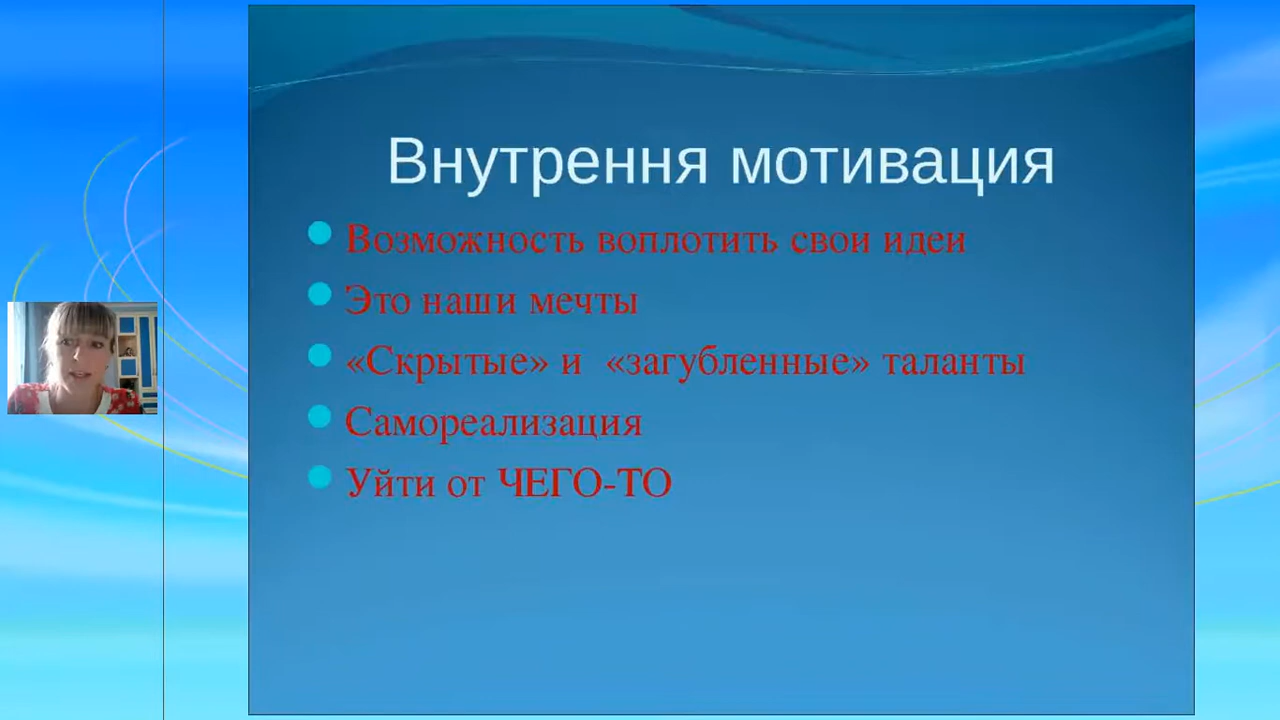 Внутрення мотивация
Возможность воплотить свои идеи
Это наши мечты
«Скрытые» и «загубленные» таланты
Самореализация
Уйти от ЧЕГО-ТО